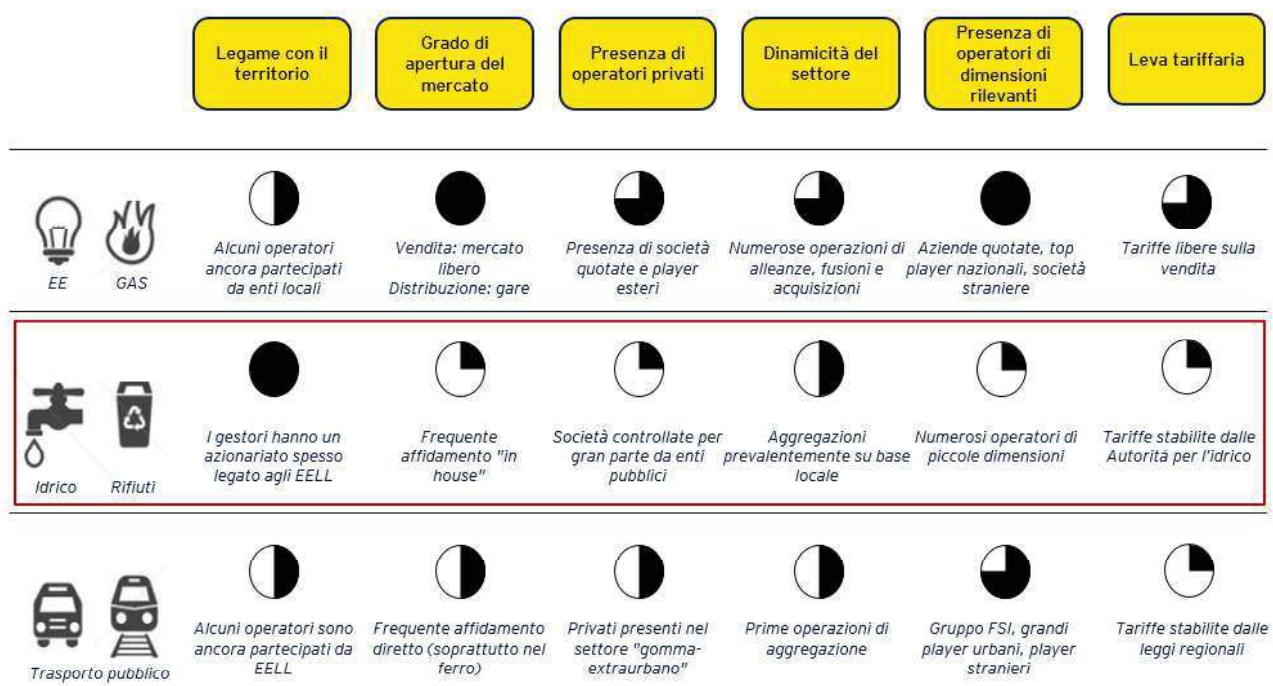 Legame con il
territorio
Grado di
apertura del
mercato
Presenza di
operatori privati
Dinamicità del
settore
Presenza di
operatori di
dimensioni
rilevanti
Leva tariffaria
EE
GAS
Alcuni operatori
ancora partecipati
da enti locali
Vendita: mercato
libero
Distribuzione: gare
Presenza di società
quotate e player
esteri
Numerose operazioni di
alleanze, fusioni e
acquisizioni
Aziende quotate, top
player nazionali, società
straniere
Tariffe libere sulla
vendita
Idrico
Rifiuti
I gestori hanno un
azionariato spesso
legato agli EELL
Frequente
affidamento "in
house"
Società controllate per
gran parte da enti
pubblici
Aggregazioni
prevalentemente su base
locale
Numerosi operatori di
piccole dimensioni
Tariffe stabilite dalle
Autorità per l'idrico
Trasporto pubblico
Alcuni operatori sono
ancora partecipati da
EELL
Frequente affidamento
diretto (soprattutto nel
ferro)
Privati presenti nel
settore "gomma-
extraurbano"
Prime operazioni di
aggregazione
Gruppo FSI, grandi
player urbani, player
stranieri
Tariffe stabilite dalle
leggi regionali